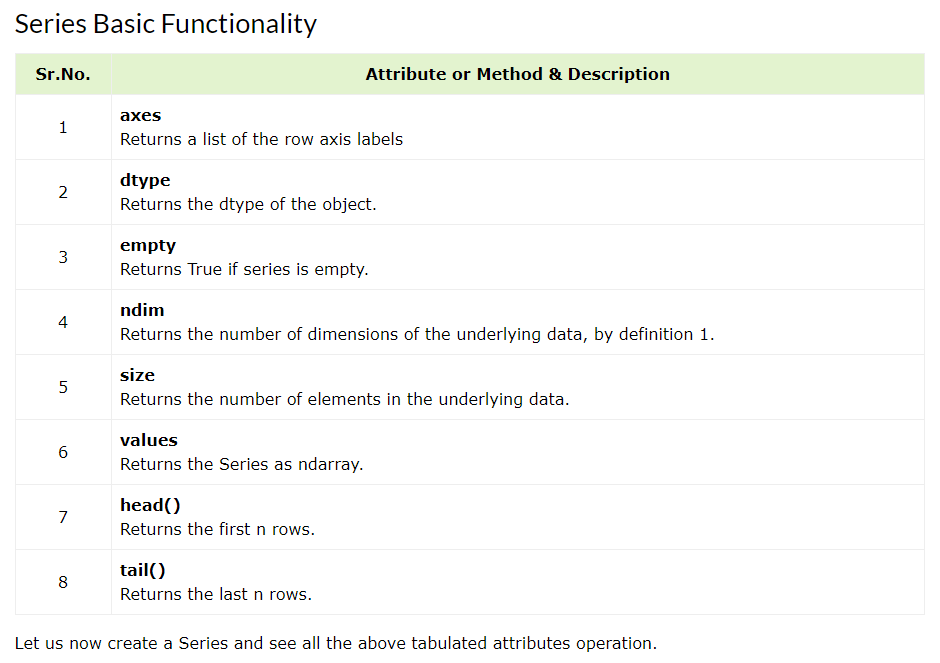 Series Basic Functionality
Sr.No.
Attribute or Method & Description
1
axes
Returns a list of the row axis labels
2
dtype
Returns the dtype of the object.
3
empty
Returns True if series is empty.
4
ndim
Returns the number of dimensions of the underlying data, by definition 1.
5
size
Returns the number of elements in the underlying data.
6
values
Returns the Series as ndarray.
7
head()
Returns the first n rows.
8
tail()
Returns the last n rows.
Let us now create a Series and see all the above tabulated attributes operation.